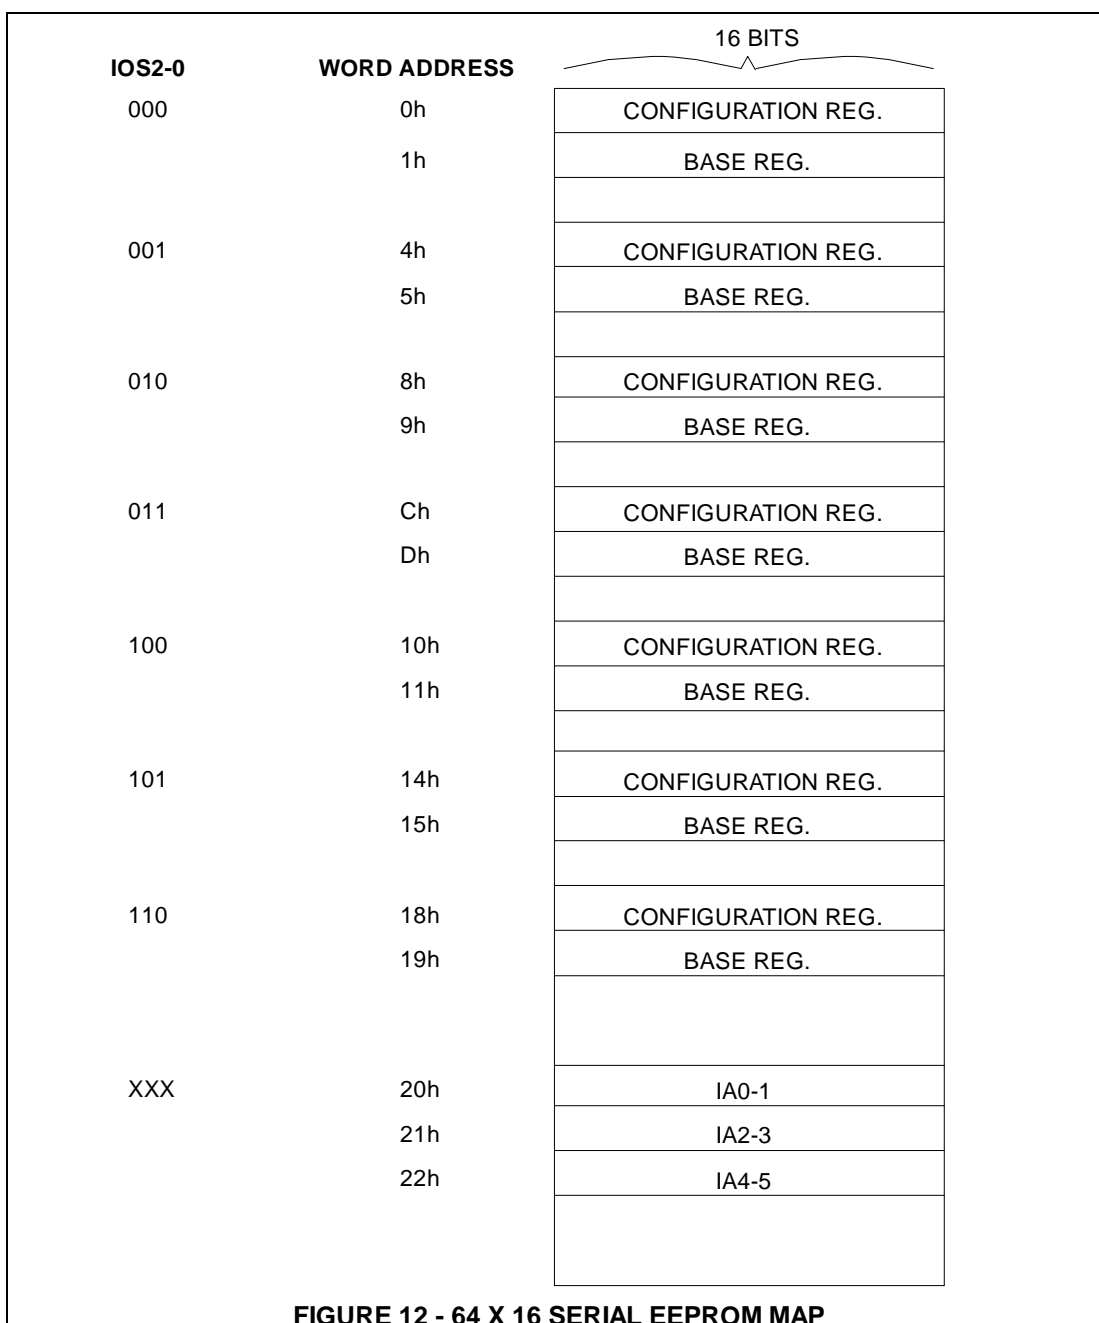 16 BITS
IOS2-0 WORD ADDRESS
000 0h CONFIGURATION REG.
1h BASE REG.
001 4h CONFIGURATION REG.
5h BASE REG.
010 8h CONFIGURATION REG.
9h BASE REG.
011 Ch CONFIGURATION REG.
Dh BASE REG.
100 10h CONFIGURATION REG.
11h BASE REG.
101 14h CONFIGURATION REG.
15h BASE REG.
110 18h CONFIGURATION REG.
19h BASE REG.
XXX 20h IA0-1
21h IA2-3
22h IA4-5
FIGURE 12 - 64 X 16 SERIAL EEPROM MAP